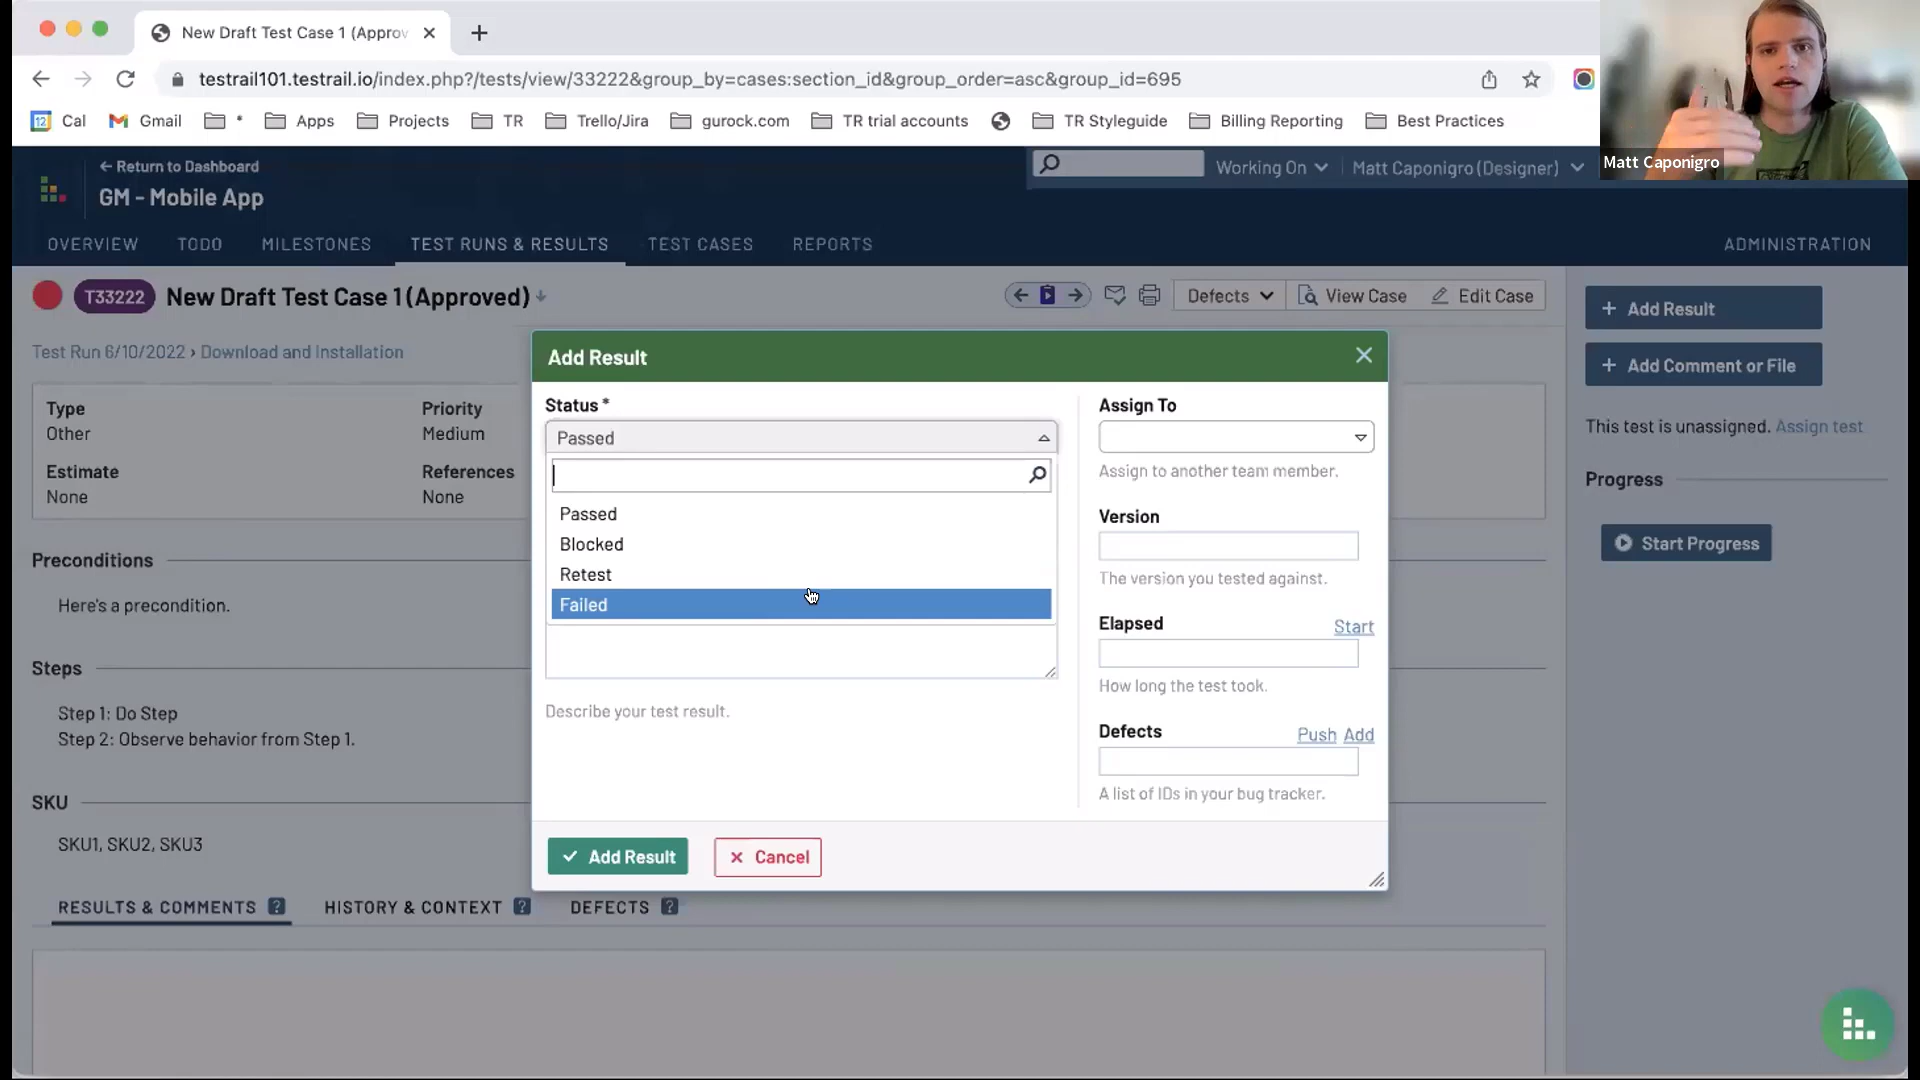 New Draft Test Case 1 (Approv
testrail101.testrail.io/index.php?/tests/view/33222&group_by=cases:section_id&group_order=asc&group_id=695
12 Cal Gmail * Apps Projects TR Trello/Jira gurock.com TR trial accounts TR Styleguide Billing Reporting Best Practices
Matt Caponigro
Return to Dashboard
GM - Mobile App
Working On
Matt Caponigro (Designer)
OVERVIEW TODO MILESTONES TEST RUNS & RESULTS TEST CASES REPORTS ADMINISTRATION
T33222 New Draft Test Case 1 (Approved)
Defects View Case Edit Case
Test Run 6/10/2022 › Download and Installation
Type
Other
Priority
Medium
Estimate
None
References
None
Preconditions
Here's a precondition.
Steps
Step 1: Do Step
Step 2: Observe behavior from Step 1.
SKU
SKU1, SKU2, SKU3
RESULTS & COMMENTS ? HISTORY & CONTEXT ? DEFECTS ?
Add Result
Status *
Passed
Passed
Blocked
Retest
Failed
Describe your test result.
Assign To
Assign to another team member.
Version
The version you tested against.
Elapsed Start
How long the test took.
Defects Push Add
A list of IDs in your bug tracker.
Add Result Cancel
+ Add Result
+ Add Comment or File
This test is unassigned. Assign test
Progress
Start Progress